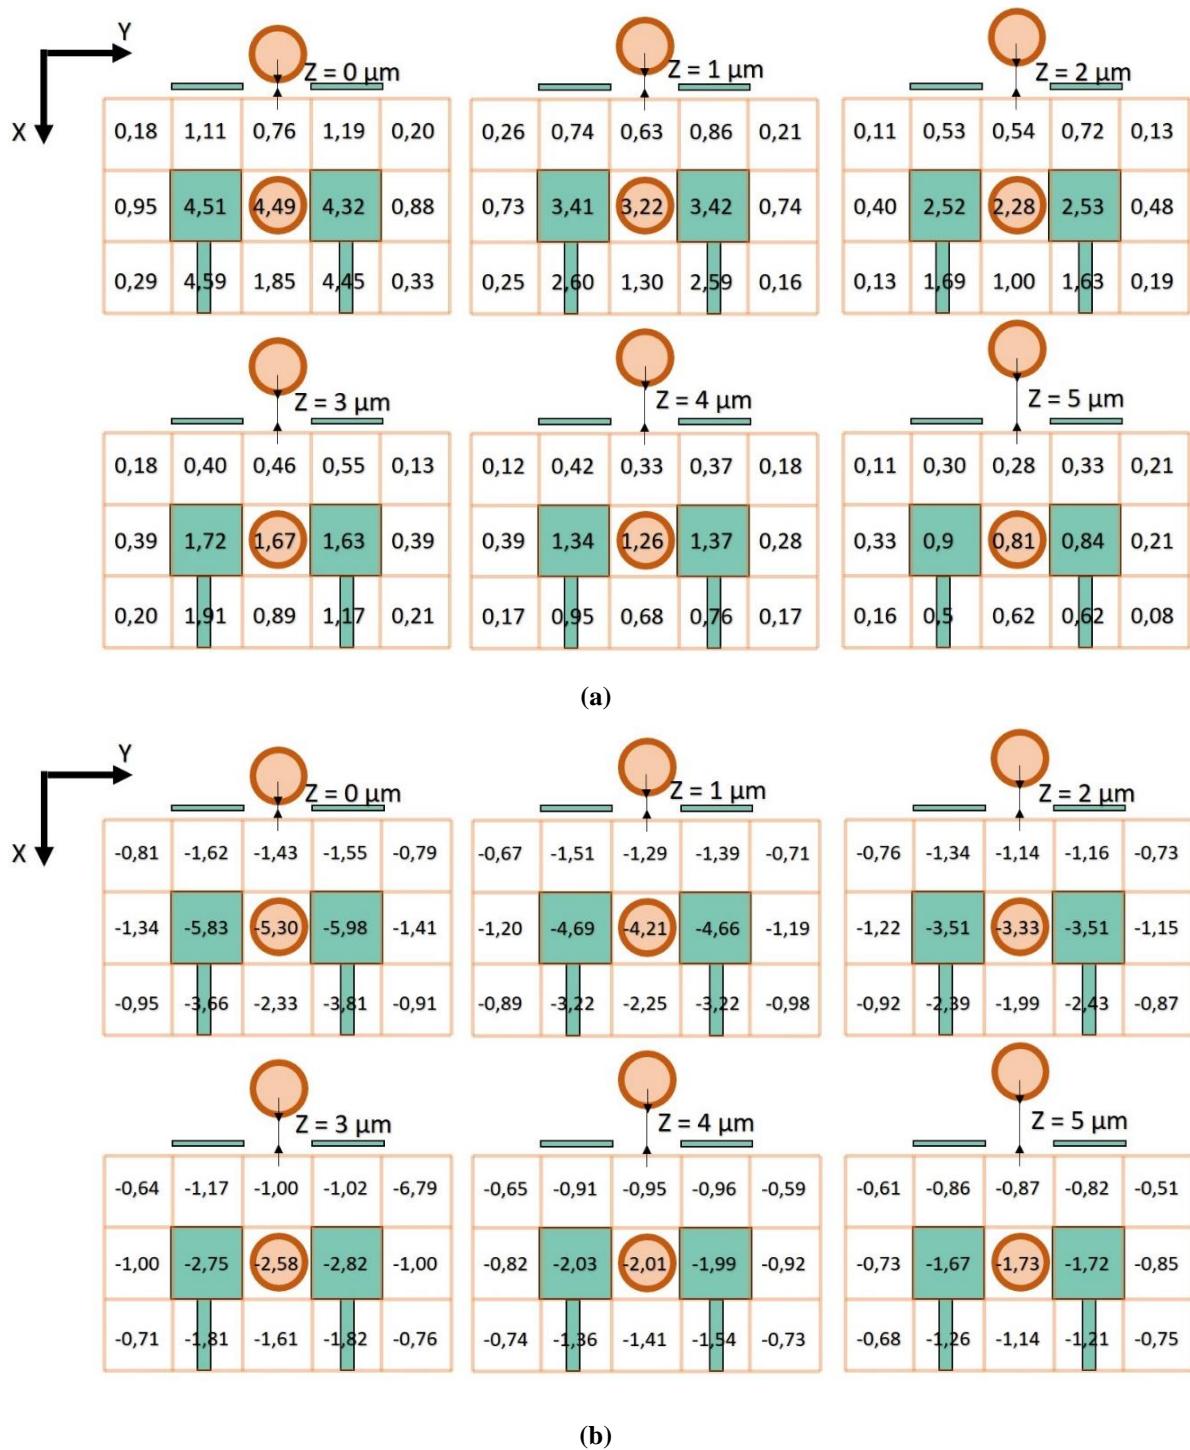 Y
X
Z = 0 µm Z = 1 µm Z = 2 µm
0,18 1,11 0,76 1,19 0,20 0,26 0,74 0,63 0,86 0,21 0,11 0,53 0,54 0,72 0,13
0,95 4,51 4,49 4,32 0,88 0,73 3,41 3,22 3,42 0,74 0,40 2,52 2,28 2,53 0,48
0,29 4,59 1,85 4,45 0,33 0,25 2,60 1,30 2,59 0,16 0,13 1,69 1,00 1,63 0,19
Z = 3 µm Z = 4 µm Z = 5 µm
0,18 0,40 0,46 0,55 0,13 0,12 0,42 0,33 0,37 0,18 0,11 0,30 0,28 0,33 0,21
0,39 1,72 1,67 1,63 0,39 0,39 1,34 1,26 1,37 0,28 0,33 0,9 0,81 0,84 0,21
0,20 1,91 0,89 1,17 0,21 0,17 0,95 0,68 0,76 0,17 0,16 0,5 0,62 0,62 0,08
(a)
Y
X
Z = 0 µm Z = 1 µm Z = 2 µm
-0,81 -1,62 -1,43 -1,55 -0,79 -0,67 -1,51 -1,29 -1,39 -0,71 -0,76 -1,34 -1,14 -1,16 -0,73
-1,34 -5,83 -5,30 -5,98 -1,41 -1,20 -4,69 -4,21 -4,66 -1,19 -1,22 -3,51 -3,33 -3,51 -1,15
-0,95 -3,66 -2,33 -3,81 -0,91 -0,89 -3,22 -2,25 -3,22 -0,98 -0,92 -2,39 -1,99 -2,43 -0,87
Z = 3 µm Z = 4 µm Z = 5 µm
-0,64 -1,17 -1,00 -1,02 -6,79 -0,65 -0,91 -0,95 -0,96 -0,59 -0,61 -0,86 -0,87 -0,82 -0,51
-1,00 -2,75 -2,58 -2,82 -1,00 -0,82 -2,03 -2,01 -1,99 -0,92 -0,73 -1,67 -1,73 -1,72 -0,85
-0,71 -1,81 -1,61 -1,82 -0,76 -0,74 -1,36 -1,41 -1,54 -0,73 -0,68 -1,26 -1,14 -1,21 -0,75
(b)